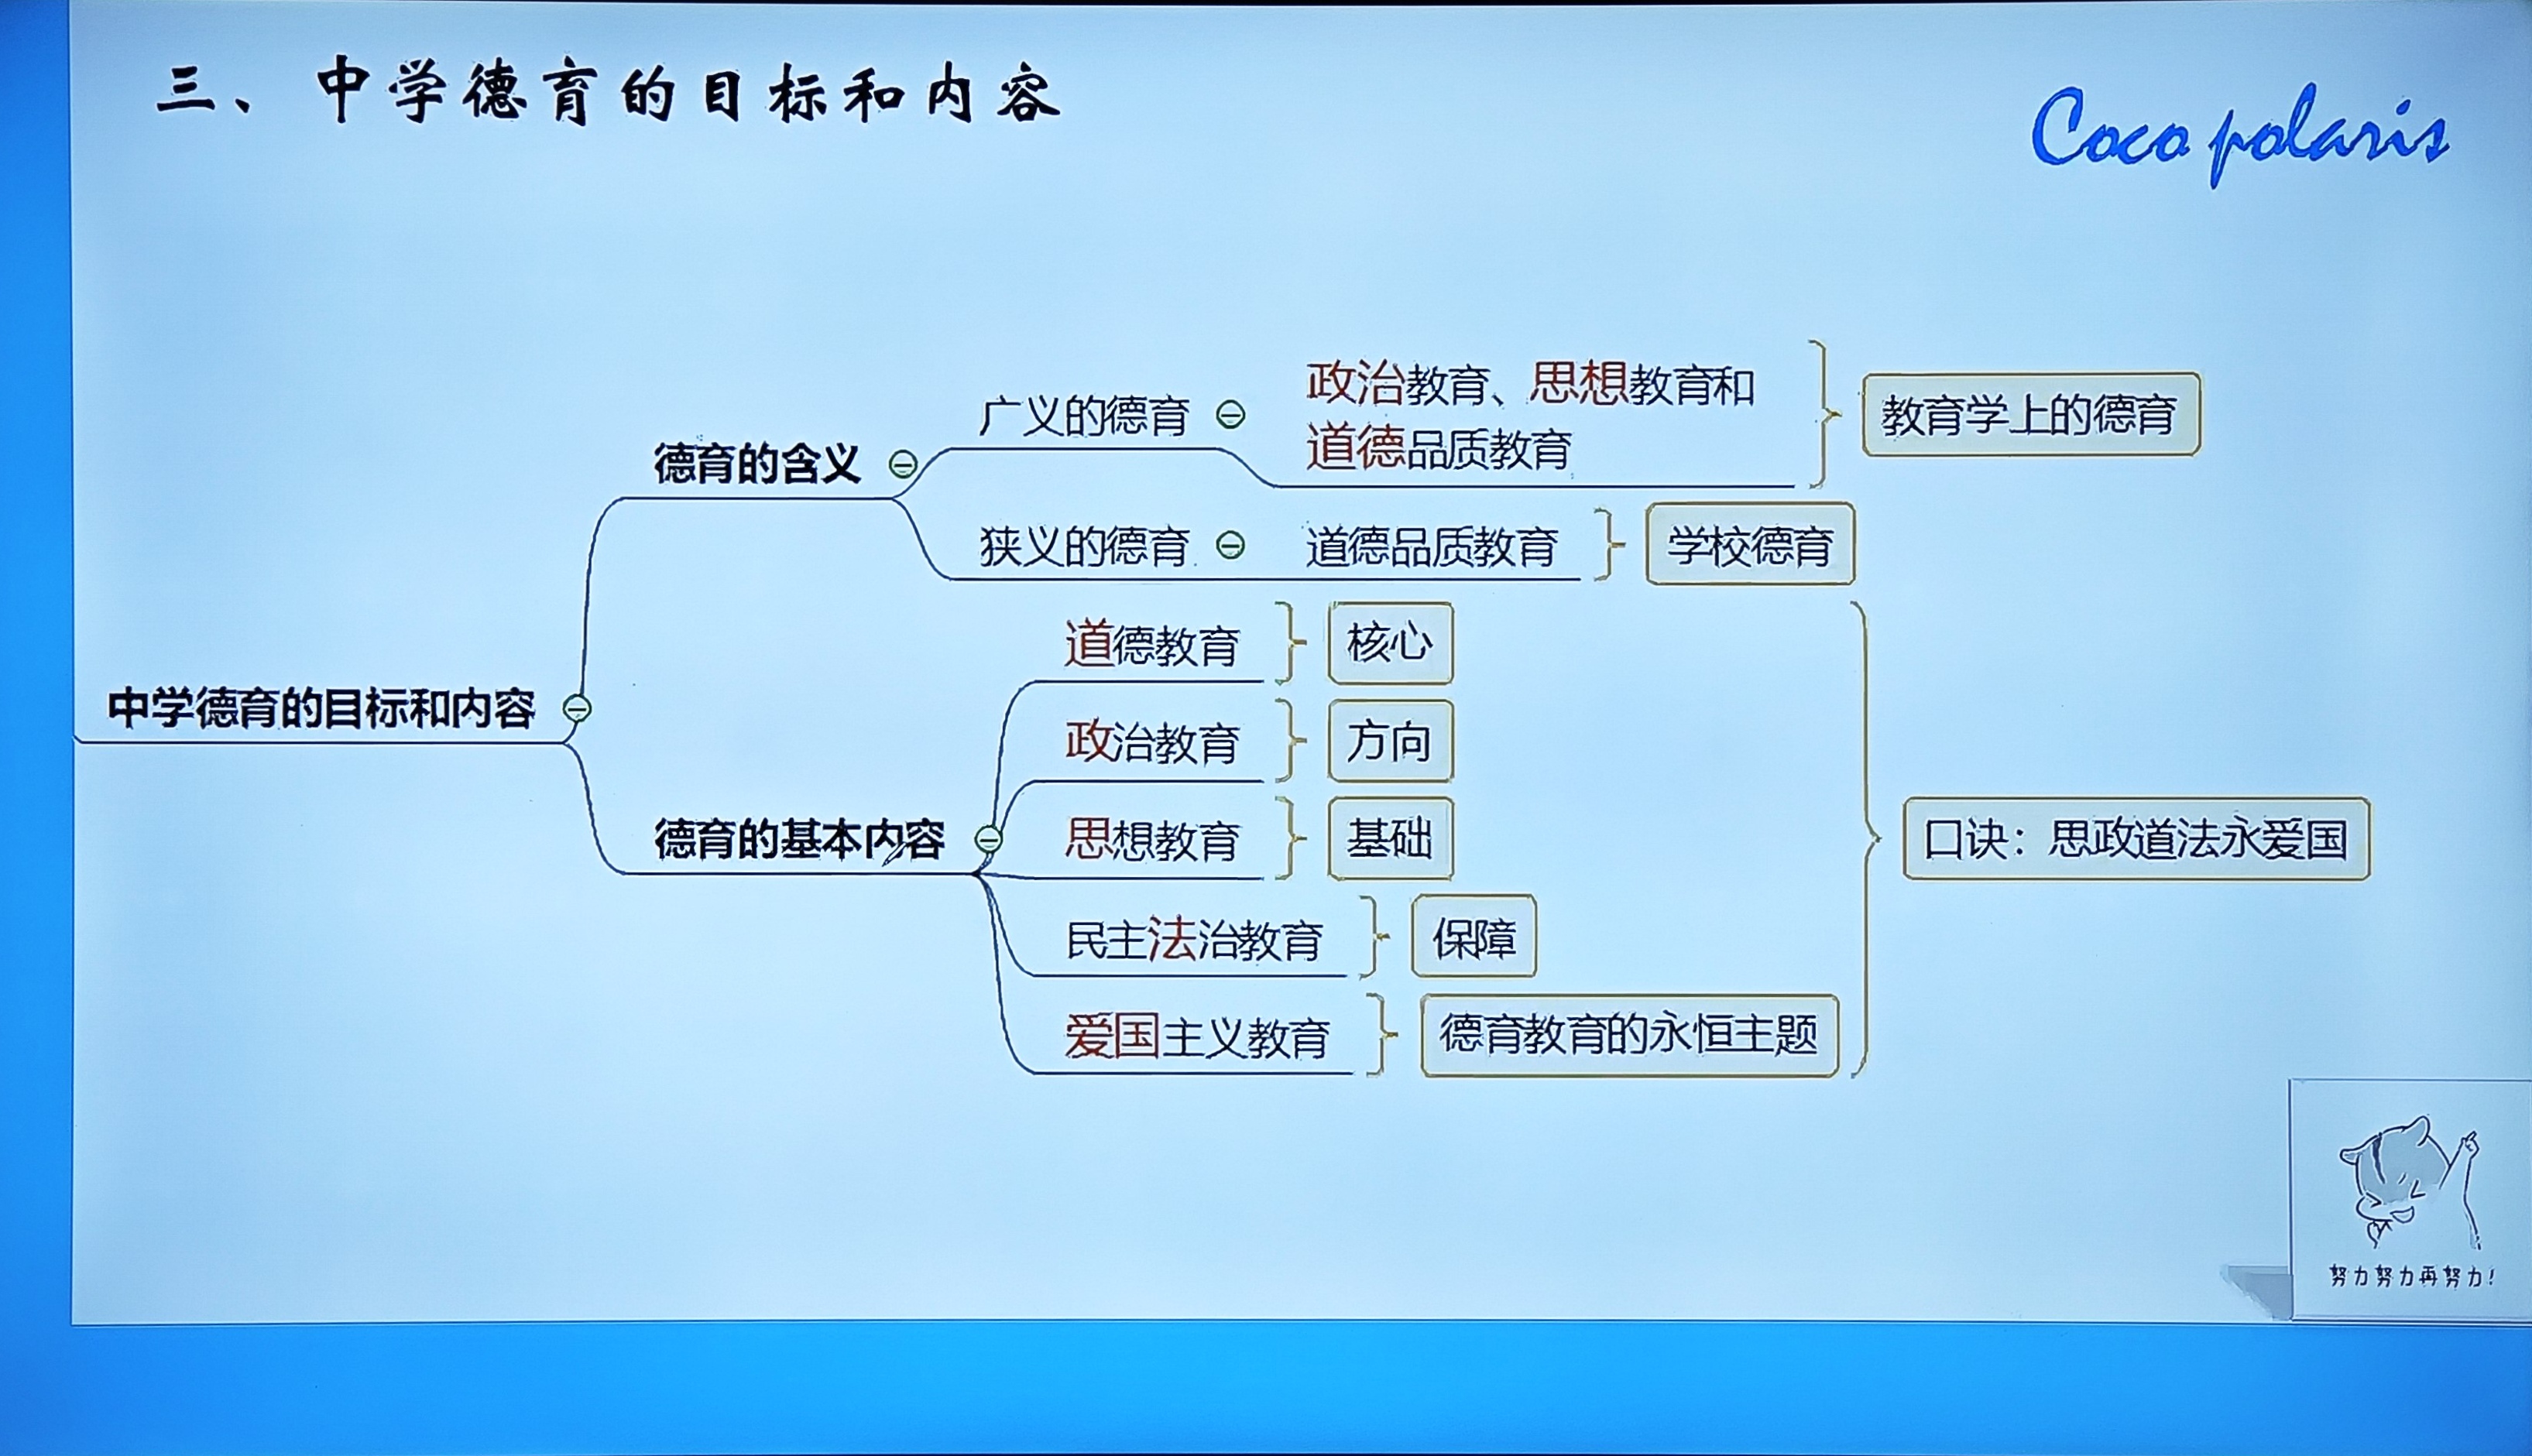 三、中学德育的目标和内容
Coco polaris
中学德育的目标和内容
德育的含义
广义的德育
政治教育、思想教育和
道德品质教育
教育学上的德育
狭义的德育
道德品质教育
学校德育
德育的基本内容
道德教育
核心
政治教育
方向
思想教育
基础
民主法治教育
保障
爱国主义教育
德育教育的永恒主题
口诀：思政道法永爱国
努力努力再努力！